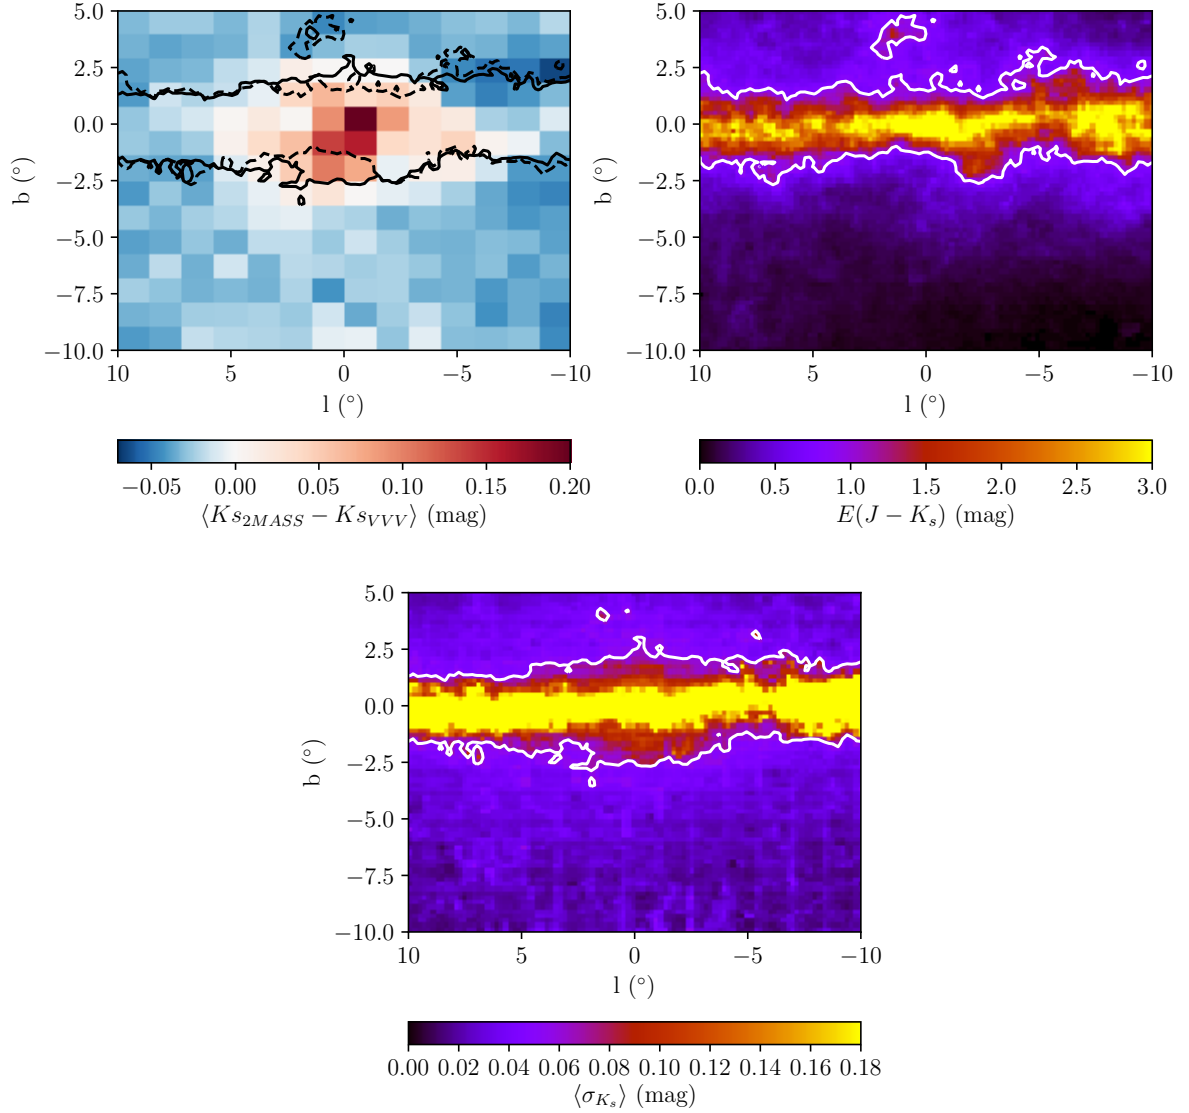 5.0
2.5
0.0
−2.5
−5.0
−7.5
−10.0
b (°)
10 5 0 −5 −10
l (°)
−0.05 0.00 0.05 0.10 0.15 0.20
⟨Ks2MASS − KsVVV⟩ (mag)
5.0
2.5
0.0
−2.5
−5.0
−7.5
−10.0
b (°)
10 5 0 −5 −10
l (°)
0.0 0.5 1.0 1.5 2.0 2.5 3.0
E(J − Ks) (mag)
5.0
2.5
0.0
−2.5
−5.0
−7.5
−10.0
b (°)
10 5 0 −5 −10
l (°)
0.00 0.02 0.04 0.06 0.08 0.10 0.12 0.14 0.16 0.18
⟨σKs⟩ (mag)